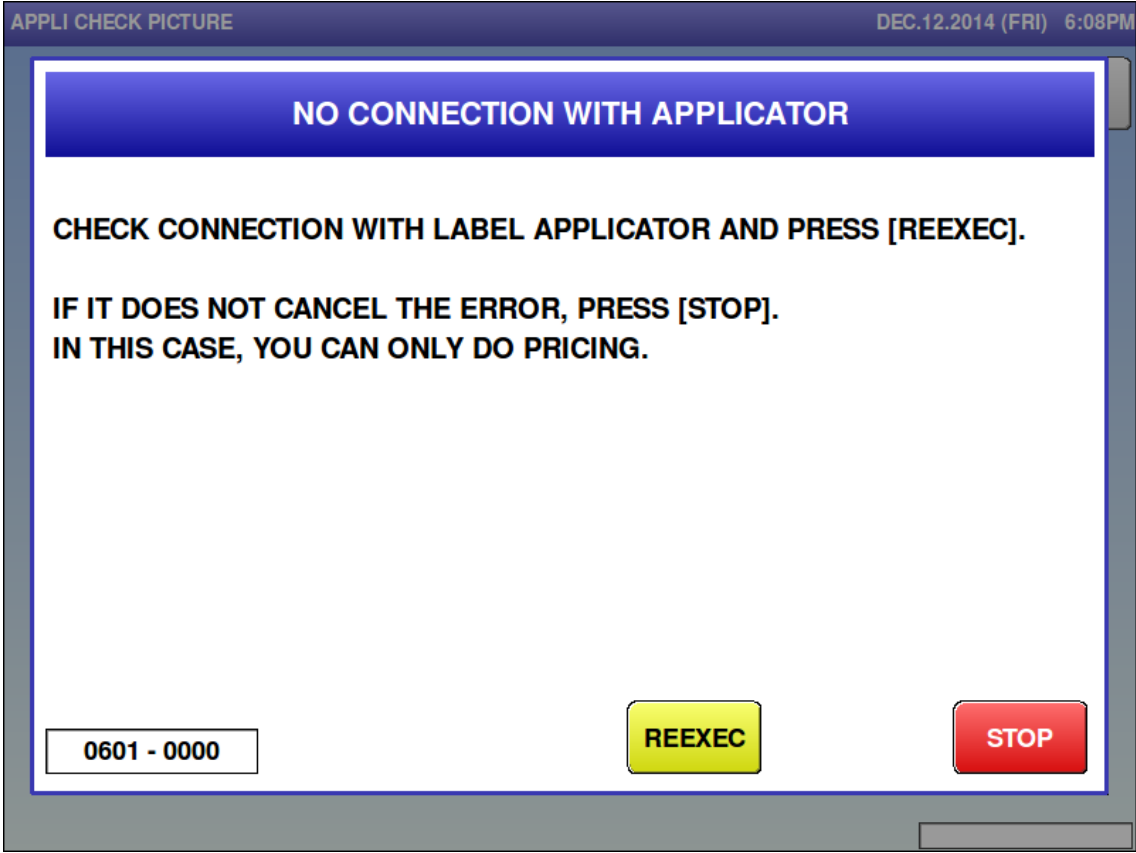 APPLI CHECK PICTURE DEC.12.2014 (FRI) 6:08PM
NO CONNECTION WITH APPLICATOR
CHECK CONNECTION WITH LABEL APPLICATOR AND PRESS [REEXEC].
IF IT DOES NOT CANCEL THE ERROR, PRESS [STOP].
IN THIS CASE, YOU CAN ONLY DO PRICING.
0601 - 0000
REEXEC
STOP